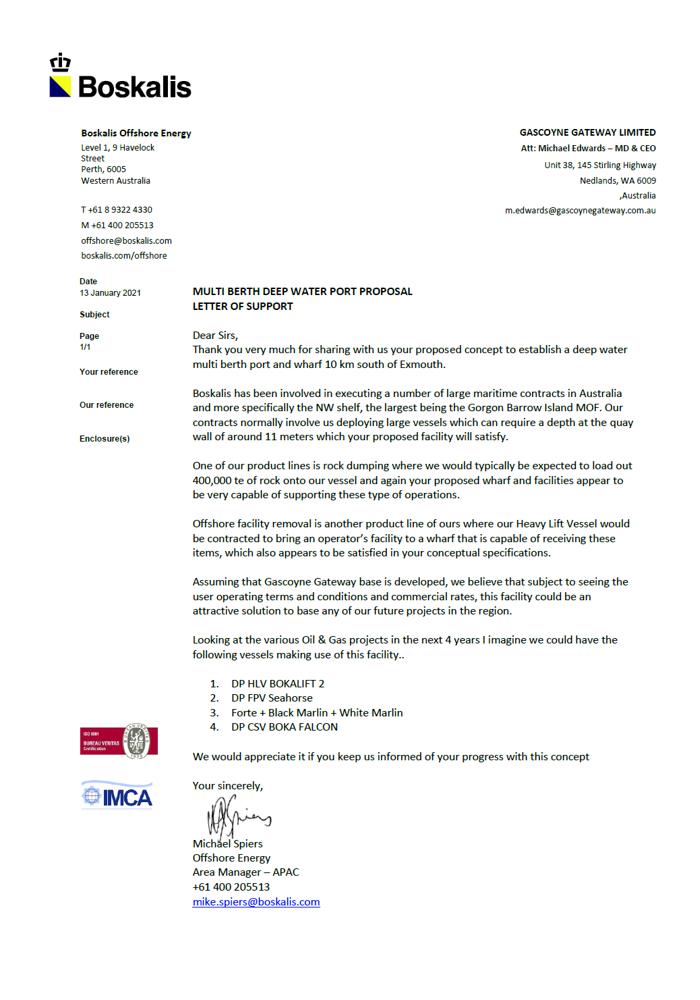 Boskalis
Boskalis Offshore Energy
Level 1, 9 Havelock
Street
Perth, 6005
Western Australia
T +61 8 9322 4330
M +61 400 205513
offshore@boskalis.com
boskalis.com/offshore
GASCOYNE GATEWAY LIMITED
Att: Michael Edwards – MD & CEO
Unit 38, 145 Stirling Highway
Nedlands, WA 6009
,Australia
m.edwards@gascoynegateway.com.au
Date
13 January 2021
Subject
Page
1/1
Your reference
Our reference
Enclosure(s)
MULTI BERTH DEEP WATER PORT PROPOSAL
LETTER OF SUPPORT
Dear Sirs,
Thank you very much for sharing with us your proposed concept to establish a deep water
multi berth port and wharf 10 km south of Exmouth.
Boskalis has been involved in executing a number of large maritime contracts in Australia
and more specifically the NW shelf, the largest being the Gorgon Barrow Island MOF. Our
contracts normally involve us deploying large vessels which can require a depth at the quay
wall of around 11 meters which your proposed facility will satisfy.
One of our product lines is rock dumping where we would typically be expected to load out
400,000 te of rock onto our vessel and again your proposed wharf and facilities appear to
be very capable of supporting these type of operations.
Offshore facility removal is another product line of ours where our Heavy Lift Vessel would
be contracted to bring an operator’s facility to a wharf that is capable of receiving these
items, which also appears to be satisfied in your conceptual specifications.
Assuming that Gascoyne Gateway base is developed, we believe that subject to seeing the
user operating terms and conditions and commercial rates, this facility could be an
attractive solution to base any of our future projects in the region.
Looking at the various Oil & Gas projects in the next 4 years I imagine we could have the
following vessels making use of this facility..
1. DP HLV BOKALIFT 2
2. DP FPV Seahorse
3. Forte + Black Marlin + White Marlin
4. DP CSV BOKA FALCON
We would appreciate it if you keep us informed of your progress with this concept
Your sincerely,
Michael Spiers
Offshore Energy
Area Manager – APAC
+61 400 205513
mike.spiers@boskalis.com
ISO 9001
BUREAU VERITAS
Certification
BUREAU VERITAS
1828
IMCA